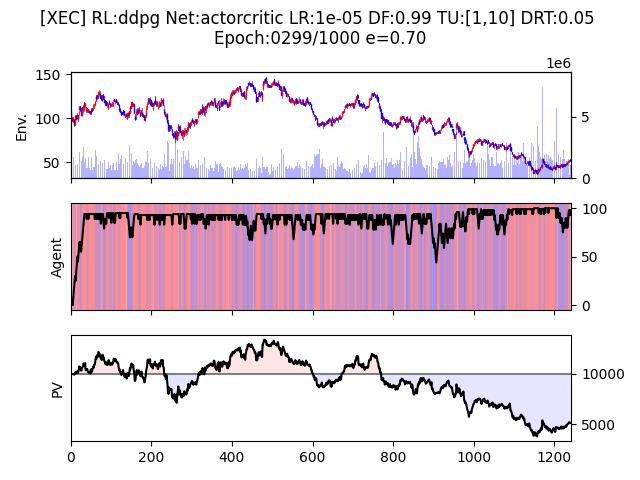 [XEC] RL:ddpg Net:actorcritic LR:1e-05 DF:0.99 TU:[1,10] DRT:0.05
Epoch:0299/1000 e=0.70
1e6
150
100
50
Env.
5
0
Agent
100
50
0
PV
10000
5000
0
200
400
600
800
1000
1200